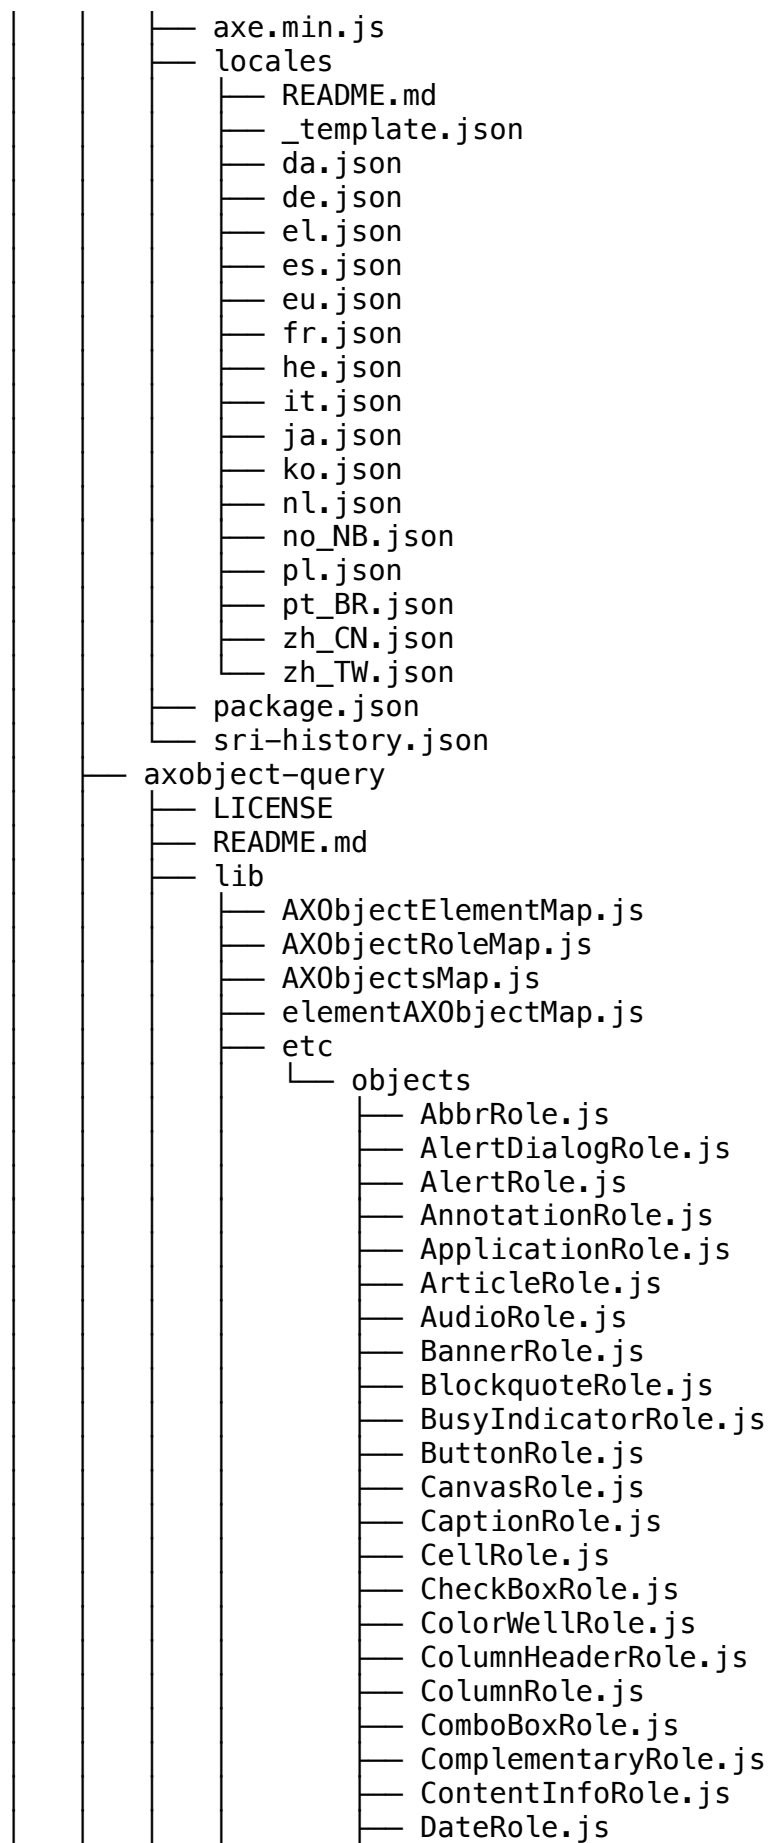 │   │   ├── axe.min.js
│   │   ├── locales
│   │   │   ├── README.md
│   │   │   ├── _template.json
│   │   │   ├── da.json
│   │   │   ├── de.json
│   │   │   ├── el.json
│   │   │   ├── es.json
│   │   │   ├── eu.json
│   │   │   ├── fr.json
│   │   │   ├── he.json
│   │   │   ├── it.json
│   │   │   ├── ja.json
│   │   │   ├── ko.json
│   │   │   ├── nl.json
│   │   │   ├── no_NB.json
│   │   │   ├── pl.json
│   │   │   ├── pt_BR.json
│   │   │   ├── zh_CN.json
│   │   │   └── zh_TW.json
│   │   ├── package.json
│   │   └── sri-history.json
│   ├── axobject-query
│   │   ├── LICENSE
│   │   ├── README.md
│   │   ├── lib
│   │   │   ├── AXObjectElementMap.js
│   │   │   ├── AXObjectRoleMap.js
│   │   │   ├── AXObjectsMap.js
│   │   │   ├── elementAXObjectMap.js
│   │   │   ├── etc
│   │   │   │   └── objects
│   │   │   │       ├── AbbrRole.js
│   │   │   │       ├── AlertDialogRole.js
│   │   │   │       ├── AlertRole.js
│   │   │   │       ├── AnnotationRole.js
│   │   │   │       ├── ApplicationRole.js
│   │   │   │       ├── ArticleRole.js
│   │   │   │       ├── AudioRole.js
│   │   │   │       ├── BannerRole.js
│   │   │   │       ├── BlockquoteRole.js
│   │   │   │       ├── BusyIndicatorRole.js
│   │   │   │       ├── ButtonRole.js
│   │   │   │       ├── CanvasRole.js
│   │   │   │       ├── CaptionRole.js
│   │   │   │       ├── CellRole.js
│   │   │   │       ├── CheckBoxRole.js
│   │   │   │       ├── ColorWellRole.js
│   │   │   │       ├── ColumnHeaderRole.js
│   │   │   │       ├── ColumnRole.js
│   │   │   │       ├── ComboBoxRole.js
│   │   │   │       ├── ComplementaryRole.js
│   │   │   │       ├── ContentInfoRole.js
│   │   │   │       ├── DateRole.js